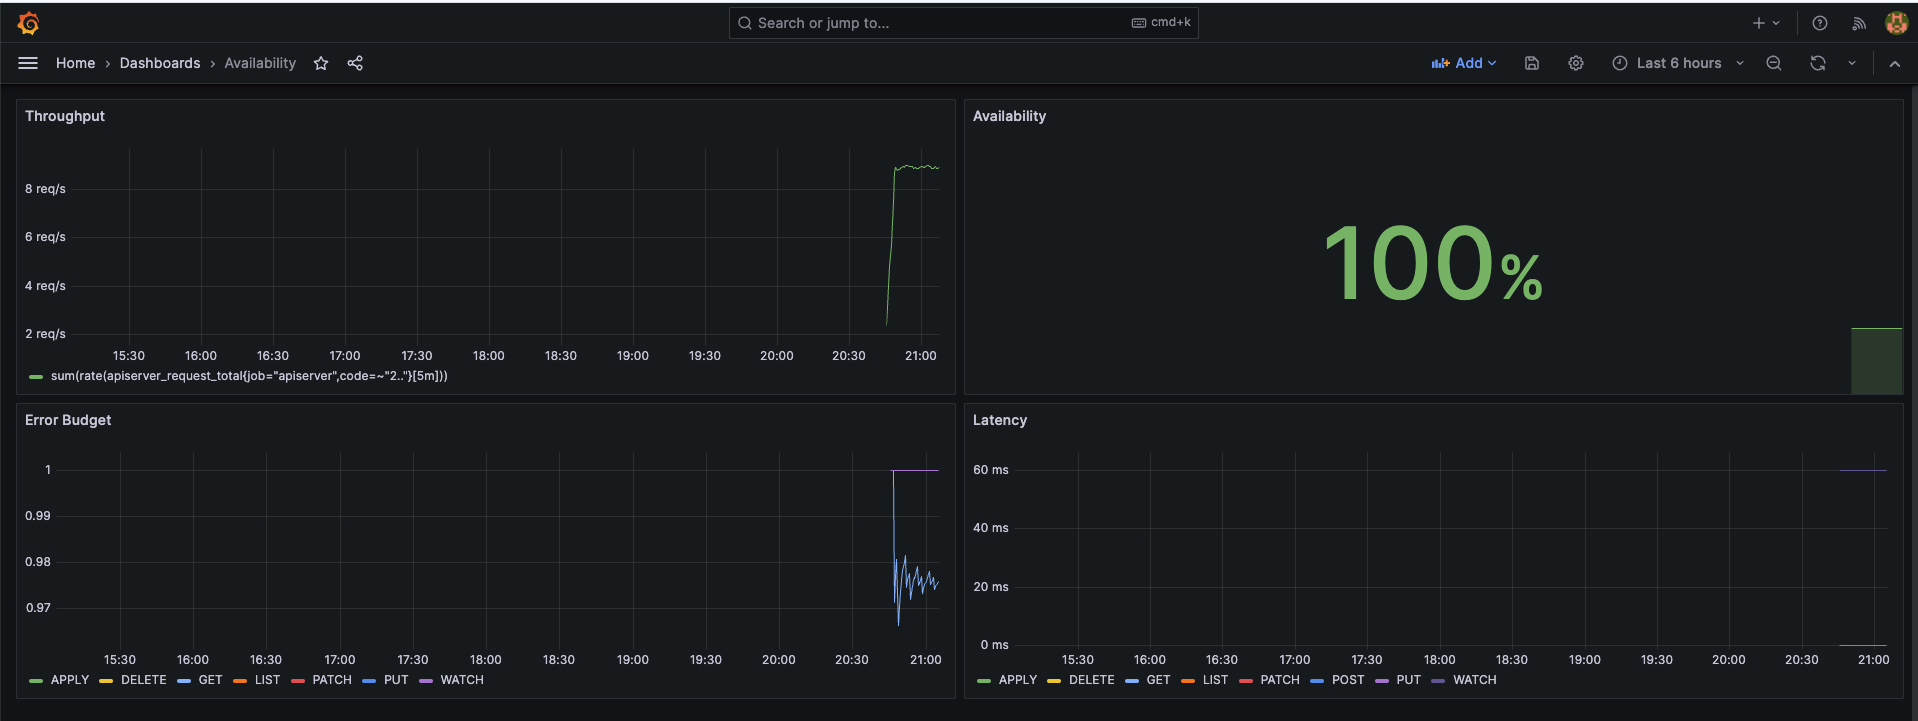 Search or jump to...
cmd+k
Home › Dashboards › Availability
Add
Last 6 hours
Throughput
8 req/s
6 req/s
4 req/s
2 req/s
15:30 16:00 16:30 17:00 17:30 18:00 18:30 19:00 19:30 20:00 20:30 21:00
sum(rate(apiserver_request_total{job="apiserver",code=~"2.."}[5m]))
Availability
100%
Error Budget
1
0.99
0.98
0.97
15:30 16:00 16:30 17:00 17:30 18:00 18:30 19:00 19:30 20:00 20:30 21:00
APPLY DELETE GET LIST PATCH PUT WATCH
Latency
60 ms
40 ms
20 ms
0 ms
15:30 16:00 16:30 17:00 17:30 18:00 18:30 19:00 19:30 20:00 20:30 21:00
APPLY DELETE GET LIST PATCH POST PUT WATCH